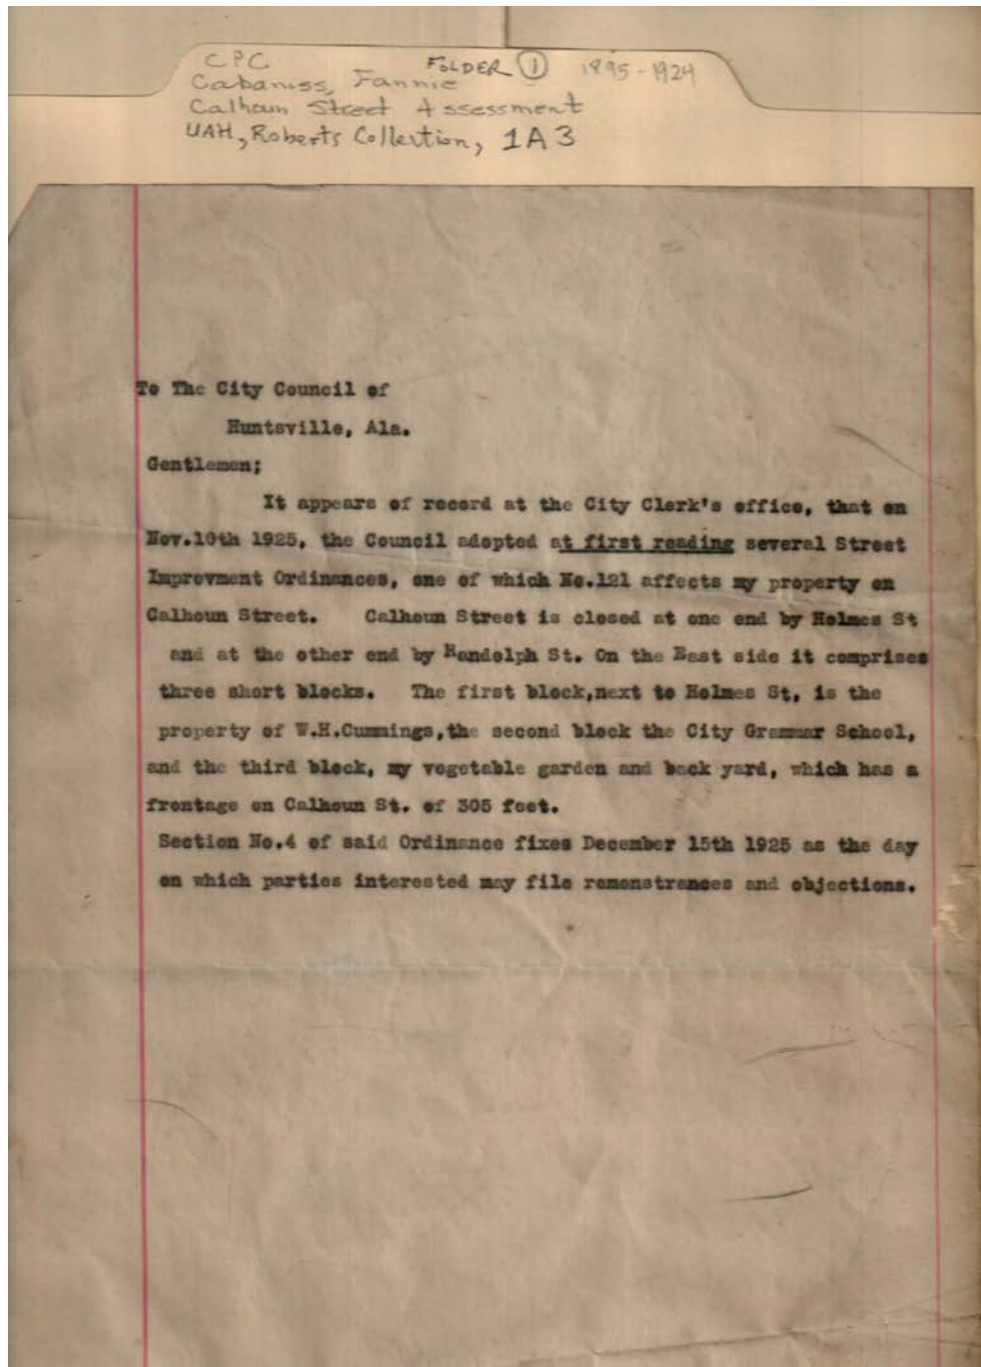 CPC FOLDER 1 1895-1924
Cabaniss, Fannie
Calhoun Street Assessment
UAH, Roberts Collection, 1A3
To The City Council of
Huntsville, Ala.
Gentlemen;
It appears of record at the City Clerk's office, that on
Nov.10th 1925, the Council adopted at first reading several Street
Improvment Ordinances, one of which No.121 affects my property on
Calhoun Street. Calhoun Street is closed at one end by Holmes St
and at the other end by Randolph St. On the East side it comprises
three short blocks. The first block,next to Holmes St, is the
property of W.H.Cummings,the second block the City Grammar School,
and the third block, my vegetable garden and back yard, which has a
frontage on Calhoun St. of 305 feet.
Section No.4 of said Ordinance fixes December 15th 1925 as the day
on which parties interested may file remonstrances and objections.